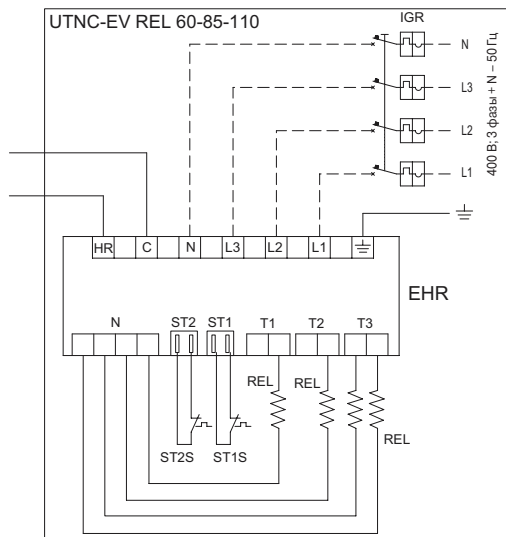 UTNC-EV REL 60-85-110
IGR
N
L3
L2
L1
400 В; 3 фазы + N – 50 Гц
HR C N L3 L2 L1
EHR
N ST2 ST1 T1 T2 T3
REL REL
REL
ST2S ST1S